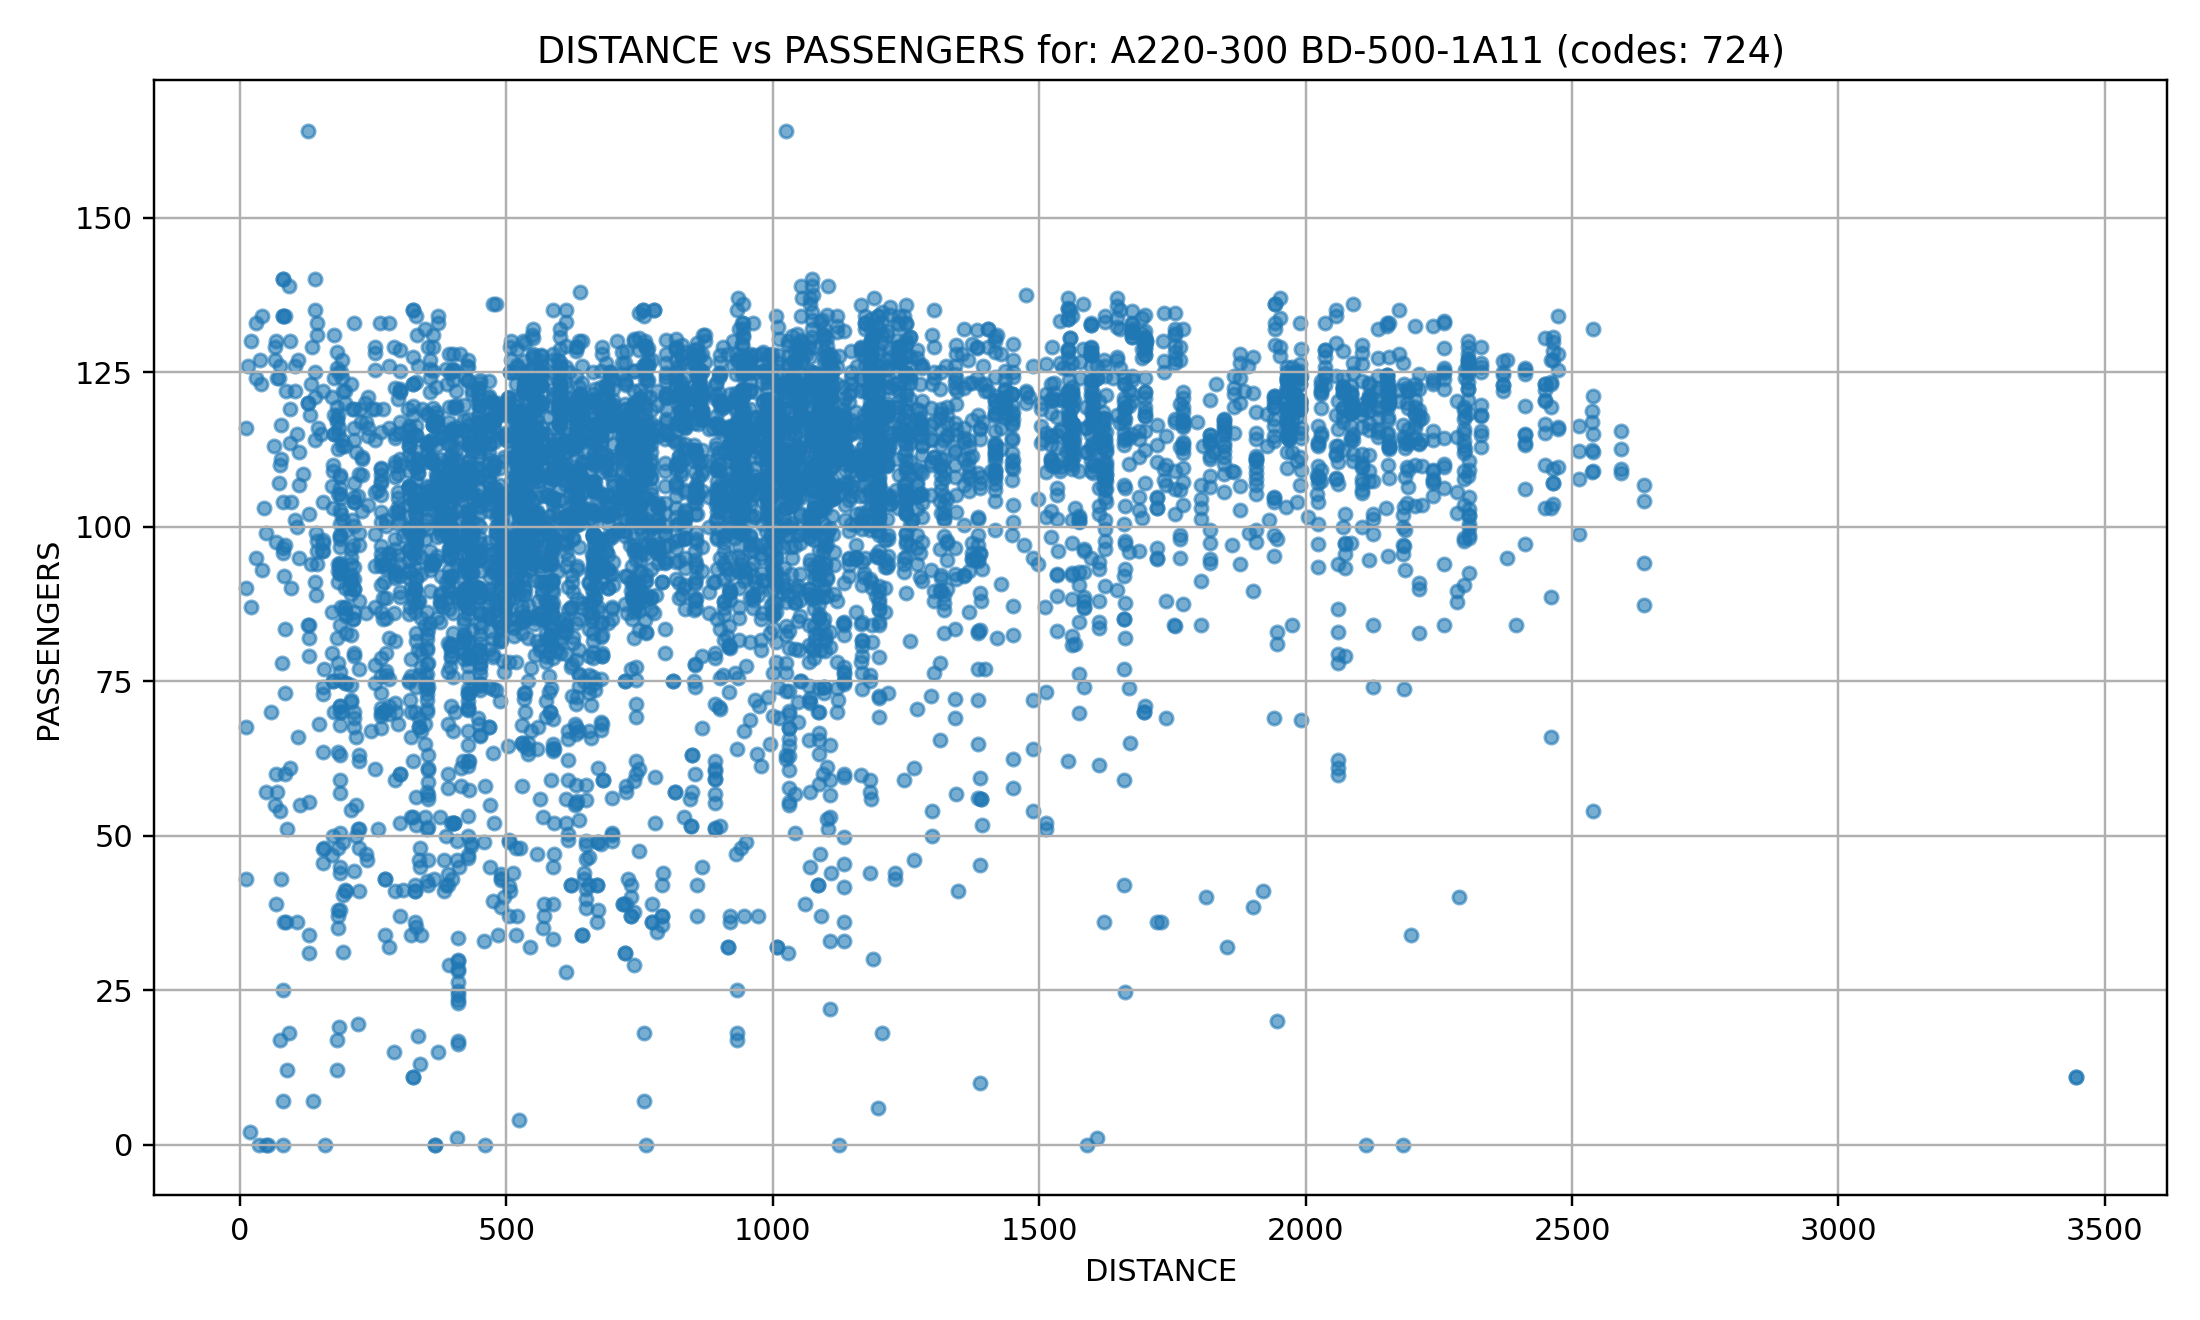 DISTANCE vs PASSENGERS for: A220-300 BD-500-1A11 (codes: 724)
PASSENGERS
150
125
100
75
50
25
0
0 500 1000 1500 2000 2500 3000 3500
DISTANCE